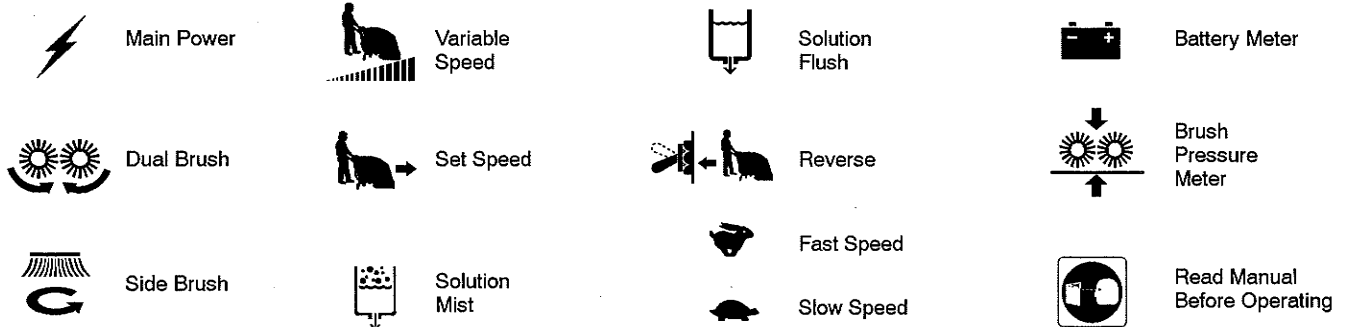 Main Power
Variable
Speed
Solution
Flush
Battery Meter
Dual Brush
Set Speed
Reverse
Brush
Pressure
Meter
Side Brush
Solution
Mist
Fast Speed
Slow Speed
Read Manual
Before Operating